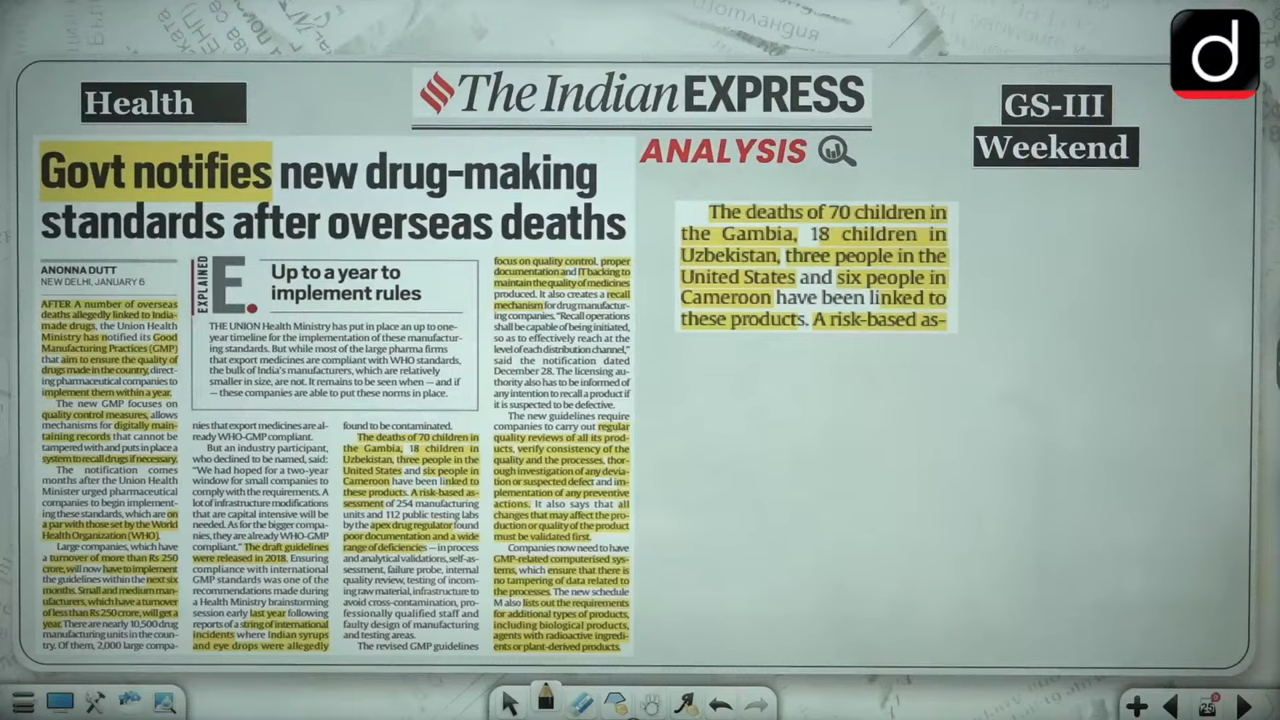 d
Health
The Indian EXPRESS
GS-III
Weekend
ANALYSIS
Govt notifies new drug-making
standards after overseas deaths
ANONNA DUTT
NEW DELHI, JANUARY 6
AFTER A number of overseas
deaths allegedly linked to India-
made drugs, the Union Health
Ministry has notified its Good
Manufacturing Practices (GMP)
that aim to ensure the quality of
drugs made in the country, direct-
ing pharmaceutical companies to
implement them within a year.
The new GMP focuses on
quality control measures, allows
mechanisms for digitally main-
taining records that cannot be
tampered with and puts in place a
system to recall drugs if necessary.
The notification comes
months after the Union Health
Minister urged pharmaceutical
companies to begin implement-
ing these standards, which are on
a par with those set by the World
Health Organization (WHO).
Large companies, which have
a turnover of more than Rs 250
crore, will now have to implement
the guidelines within the next six
months. Small and medium man-
ufacturers, which have a turnover
of less than Rs 250 crore, will get a
year. There are nearly 10,500 drug
manufacturing units in the coun-
try. Of them, 2,000 large compa-
EXPLAINED
E.
Up to a year to
implement rules
THE UNION Health Ministry has put in place an up to one-
year timeline for the implementation of these manufactur-
ing standards. But while most of the large pharma firms
that export medicines are compliant with WHO standards,
the bulk of India's manufacturers, which are relatively
smaller in size, are not. It remains to be seen when — and if
— these companies are able to put these norms in place.
nies that export medicines are al-
ready WHO-GMP compliant.
But an industry participant,
who declined to be named, said:
"We had hoped for a two-year
window for small companies to
comply with the requirements. A
lot of infrastructure modifications
that are capital intensive will be
needed. As for the bigger compa-
nies, they are already WHO-GMP
compliant." The draft guidelines
were released in 2018. Ensuring
compliance with international
GMP standards was one of the
recommendations made during
a Health Ministry brainstorming
session early last year following
reports of a string of international
incidents where Indian syrups
and eye drops were allegedly
found to be contaminated.
The deaths of 70 children in
the Gambia, 18 children in
Uzbekistan, three people in the
United States and six people in
Cameroon have been linked to
these products. A risk-based as-
sessment of 254 manufacturing
units and 112 public testing labs
by the apex drug regulator found
poor documentation and a wide
range of deficiencies — in process
and analytical validations, self-as-
sessment, failure probe, internal
quality review, testing of incom-
ing raw material, infrastructure to
avoid cross-contamination, pro-
fessionally qualified staff and
faulty design of manufacturing
and testing areas.
The revised GMP guidelines
focus on quality control, proper
documentation and IT backing to
maintain the quality of medicines
produced. It also creates a recall
mechanism for drug manufactur-
ing companies. "Recall operations
shall be capable of being initiated,
so as to effectively reach at the
level of each distribution channel,"
said the notification dated
December 28. The licensing au-
thority also has to be informed of
any intention to recall a product if
it is suspected to be defective.
The new guidelines require
companies to carry out regular
quality reviews of all its prod-
ucts, verify consistency of the
quality and the processes, thor-
ough investigation of any devia-
tion or suspected defect and im-
plementation of any preventive
actions. It also says that all
changes that may affect the pro-
duction or quality of the product
must be validated first.
Companies now need to have
GMP-related computerised sys-
tems, which ensure that there is
no tampering of data related to
the processes. The new schedule
M also lists out the requirements
for additional types of products,
including biological products,
agents with radioactive ingredi-
ents or plant-derived products.
The deaths of 70 children in
the Gambia, 18 children in
Uzbekistan, three people in the
United States and six people in
Cameroon have been linked to
these products. A risk-based as-